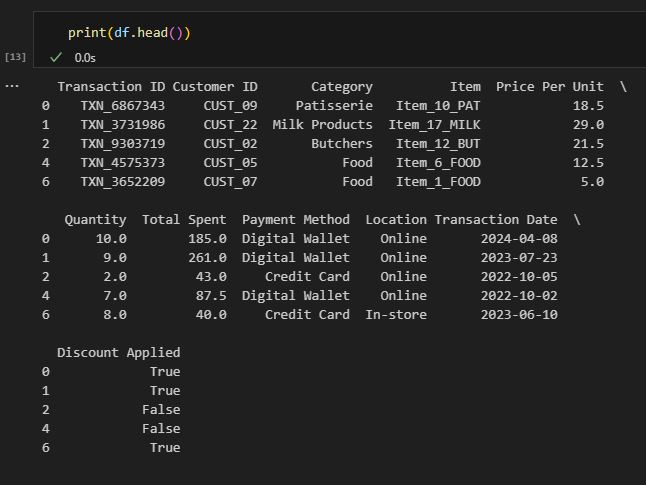 print(df.head())
[13] ✓ 0.0s
... Transaction ID Customer ID Category Item Price Per Unit \
0 TXN_6867343 CUST_09 Patisserie Item_10_PAT 18.5
1 TXN_3731986 CUST_22 Milk Products Item_17_MILK 29.0
2 TXN_9303719 CUST_02 Butchers Item_12_BUT 21.5
4 TXN_4575373 CUST_05 Food Item_6_FOOD 12.5
6 TXN_3652209 CUST_07 Food Item_1_FOOD 5.0
Quantity Total Spent Payment Method Location Transaction Date \
0 10.0 185.0 Digital Wallet Online 2024-04-08
1 9.0 261.0 Digital Wallet Online 2023-07-23
2 2.0 43.0 Credit Card Online 2022-10-05
4 7.0 87.5 Digital Wallet Online 2022-10-02
6 8.0 40.0 Credit Card In-store 2023-06-10
Discount Applied
0 True
1 True
2 False
4 False
6 True